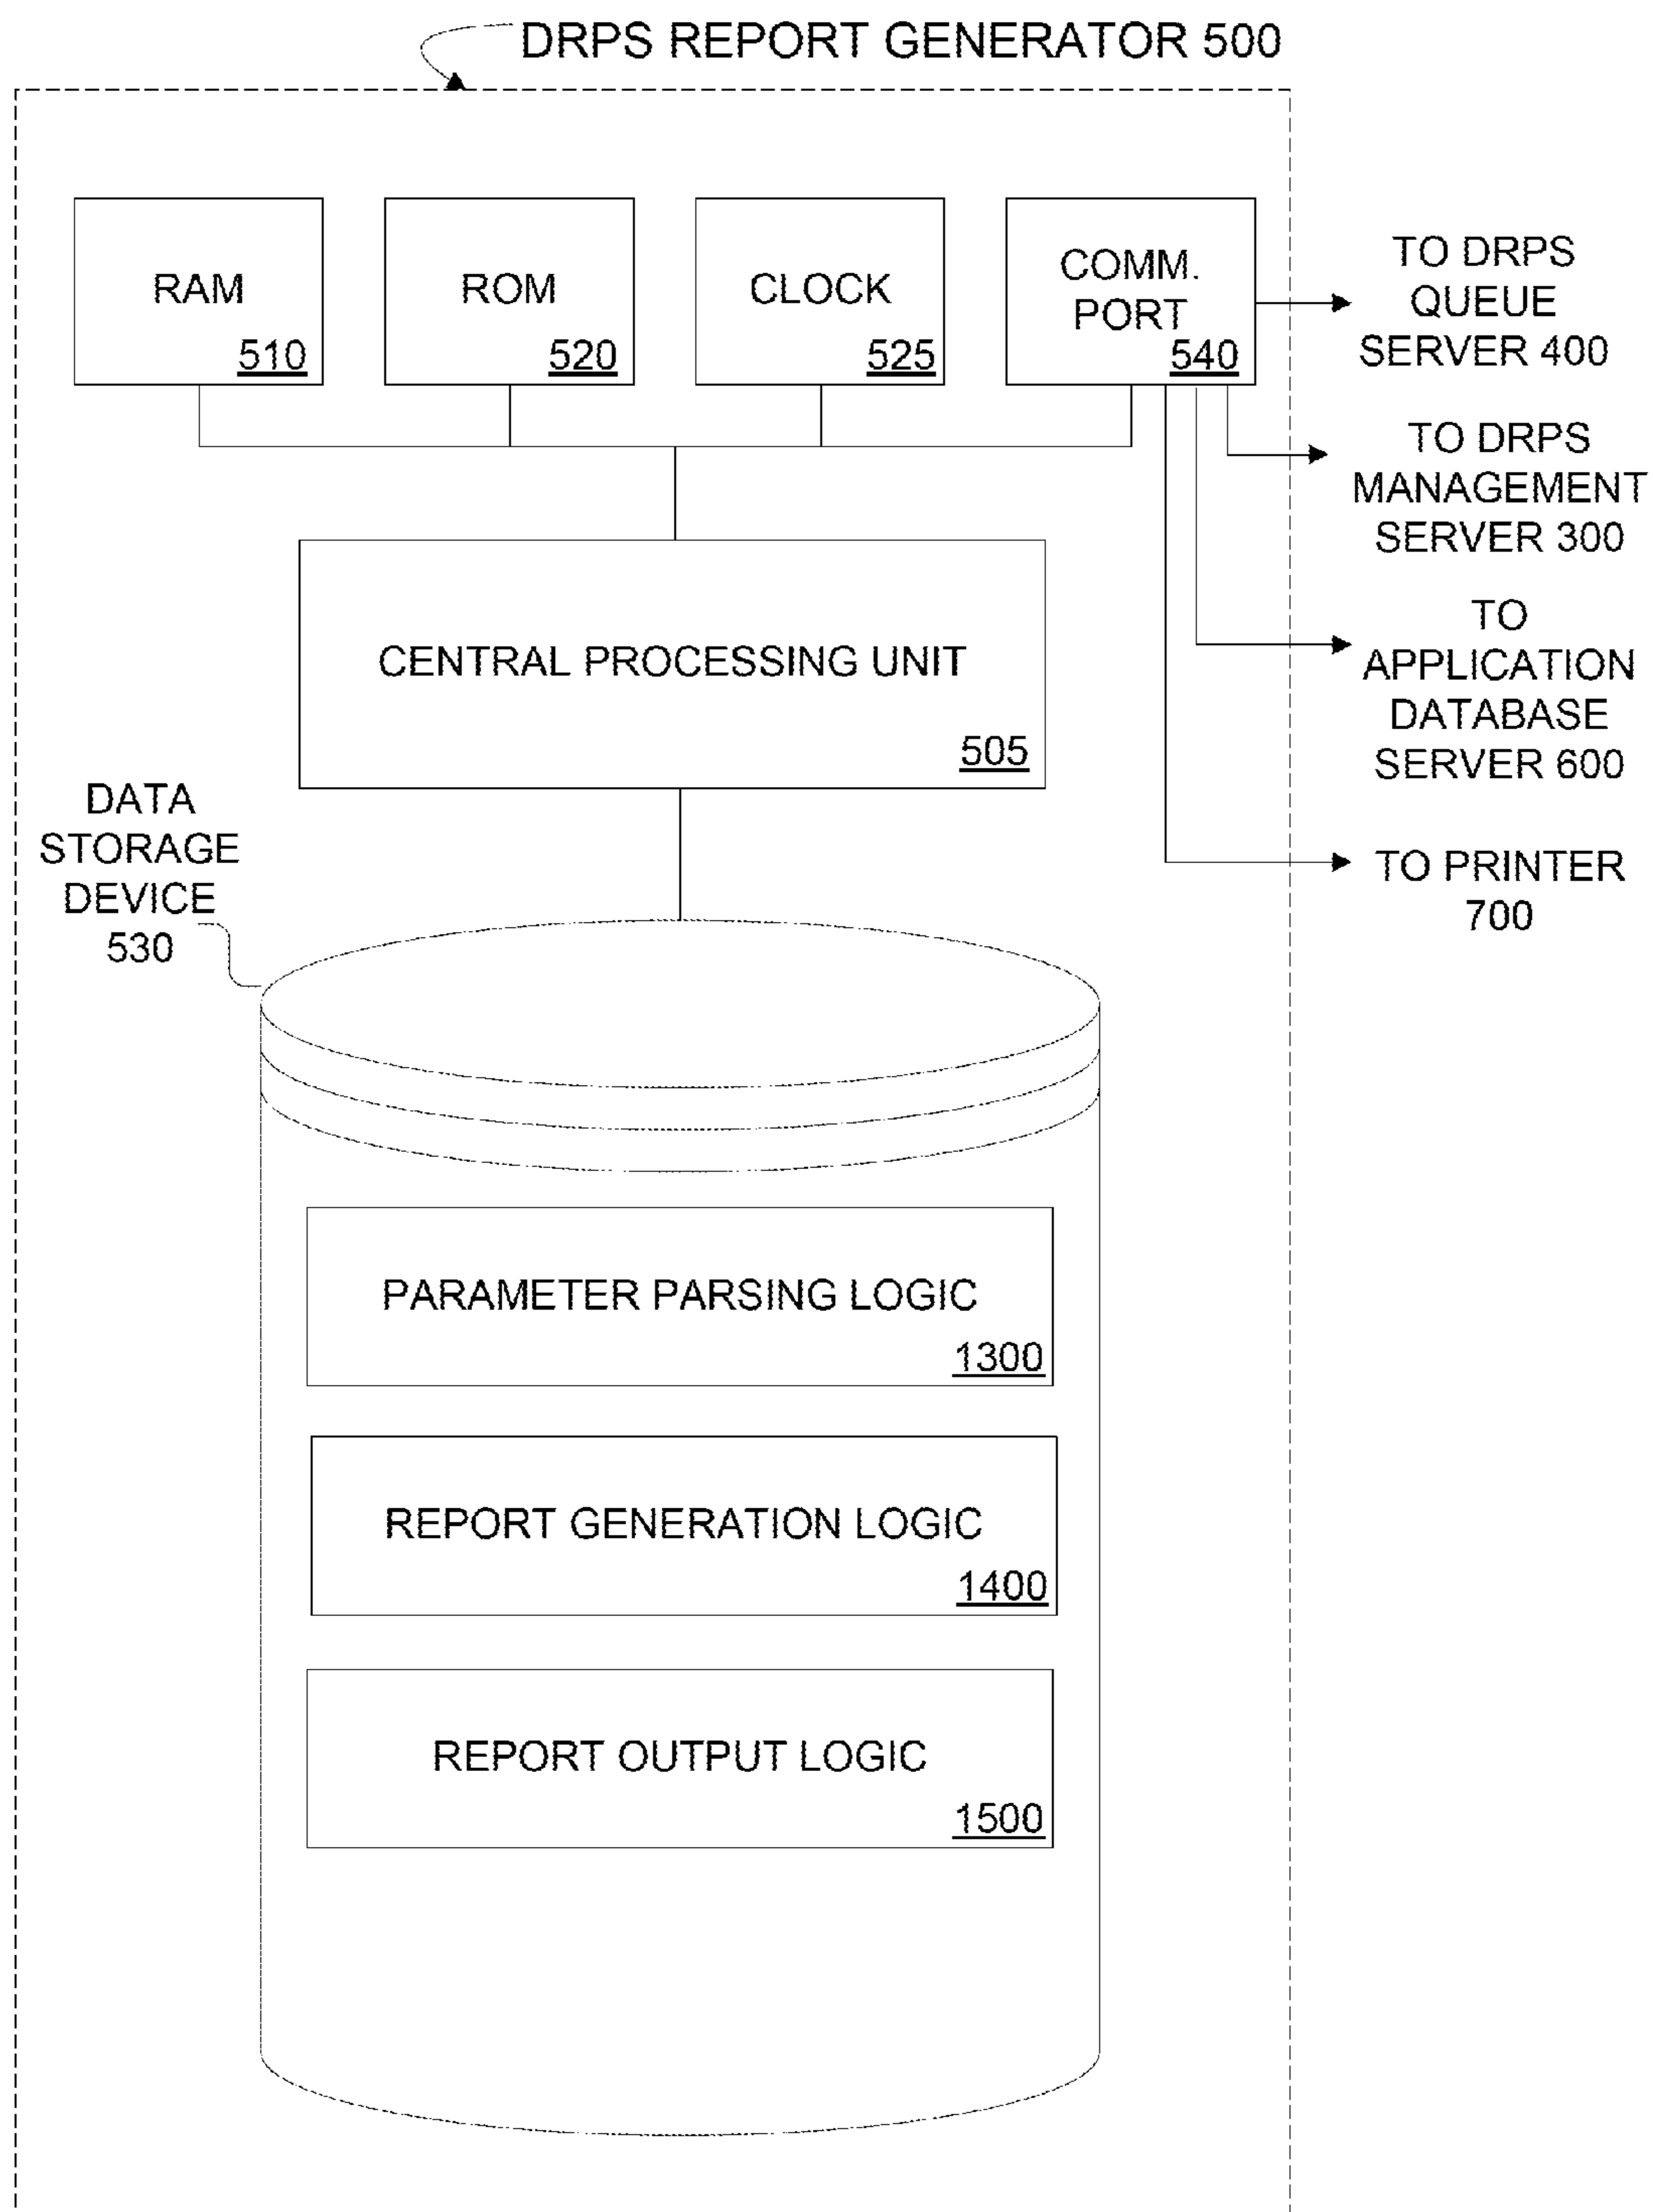 DRPS REPORT GENERATOR 500
RAM
510
ROM
520
CLOCK
525
COMM.
PORT
540
TO DRPS
QUEUE
SERVER 400
TO DRPS
MANAGEMENT
SERVER 300
TO
APPLICATION
DATABASE
SERVER 600
TO PRINTER
700
CENTRAL PROCESSING UNIT
505
DATA
STORAGE
DEVICE
530
PARAMETER PARSING LOGIC
1300
REPORT GENERATION LOGIC
1400
REPORT OUTPUT LOGIC
1500